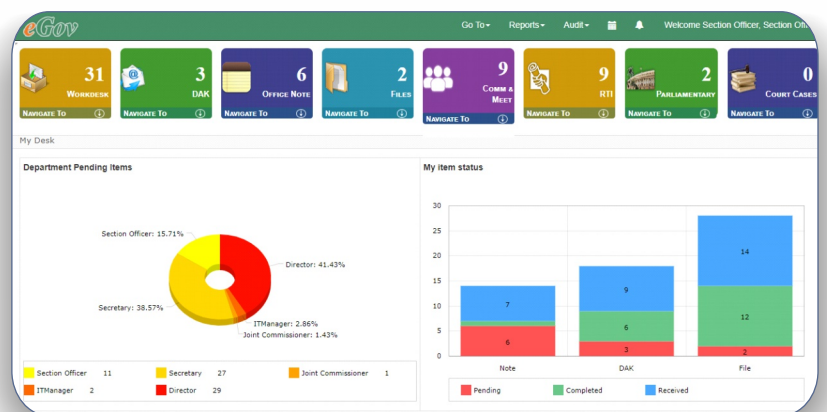 eGov
Go To Reports Audit Welcome Section Officer, Section
31 Workdesk Navigate To
3 DAK Navigate To
6 Office Note Navigate To
2 Files Navigate To
9 Comm & Meet Navigate To
9 RTI Navigate To
2 Parliamentary Navigate To
0 Court Cases Navigate To
My Desk
Department Pending Items
Section Officer: 15.71%
Director: 41.43%
Secretary: 38.57%
ITManager: 2.86%
Joint Commissioner: 1.43%
Section Officer 11 Secretary 27 Joint Commissioner 1
ITManager 2 Director 29
My item status
30
25
20
15
10
5
0
7
6
9
6
3
14
12
2
Note DAK File
Pending Completed Received